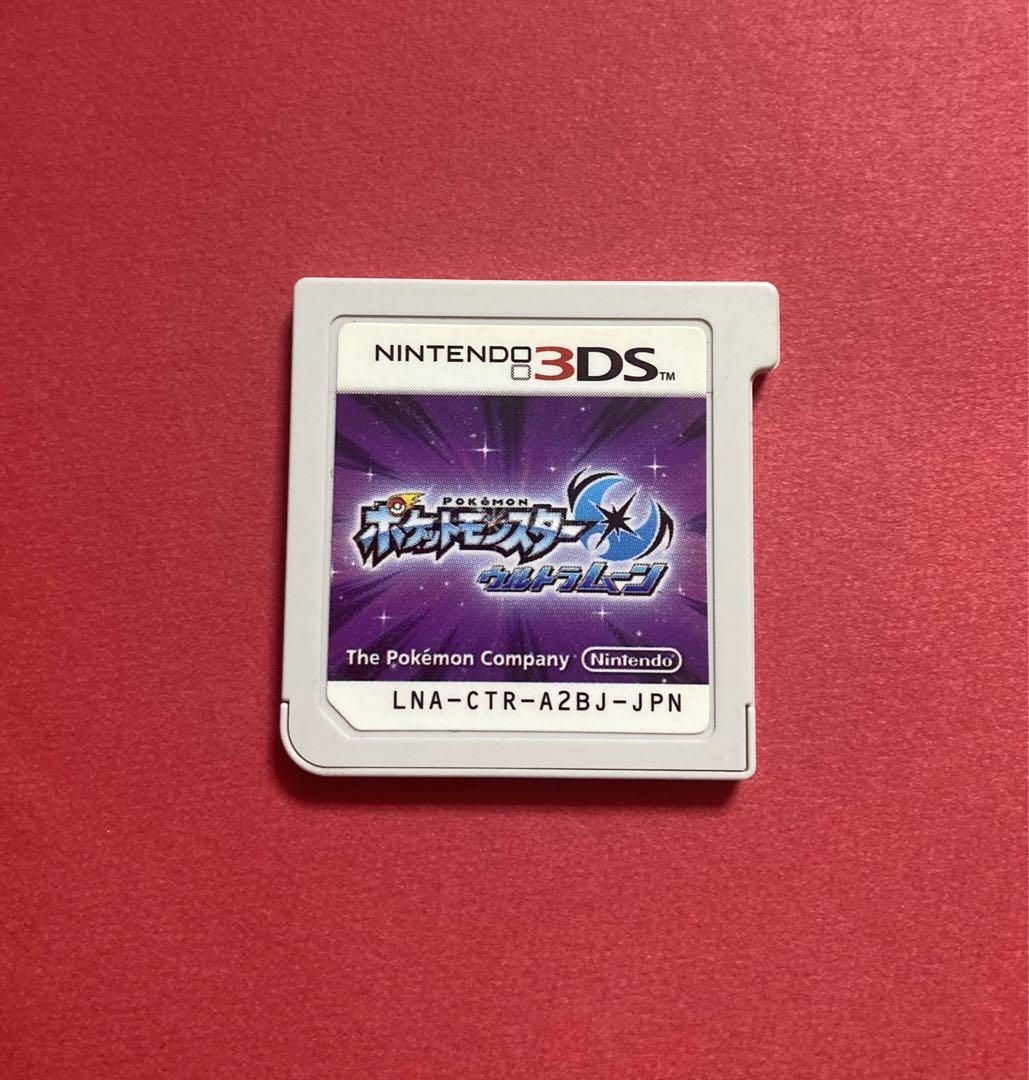 NINTENDO 3DS™
POKéMON
ポケットモンスター
ウルトラムーン
The Pokémon Company Nintendo
LNA-CTR-A2BJ-JPN